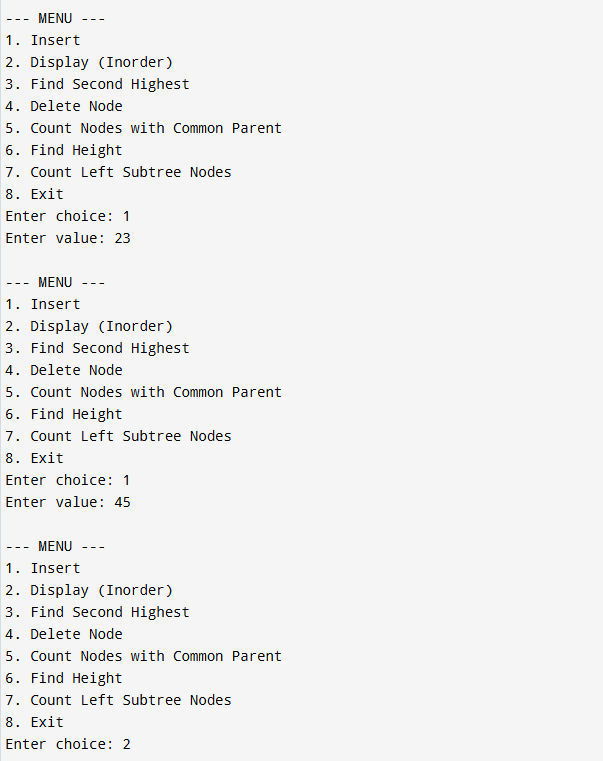 --- MENU ---
1. Insert
2. Display (Inorder)
3. Find Second Highest
4. Delete Node
5. Count Nodes with Common Parent
6. Find Height
7. Count Left Subtree Nodes
8. Exit
Enter choice: 1
Enter value: 23

--- MENU ---
1. Insert
2. Display (Inorder)
3. Find Second Highest
4. Delete Node
5. Count Nodes with Common Parent
6. Find Height
7. Count Left Subtree Nodes
8. Exit
Enter choice: 1
Enter value: 45

--- MENU ---
1. Insert
2. Display (Inorder)
3. Find Second Highest
4. Delete Node
5. Count Nodes with Common Parent
6. Find Height
7. Count Left Subtree Nodes
8. Exit
Enter choice: 2